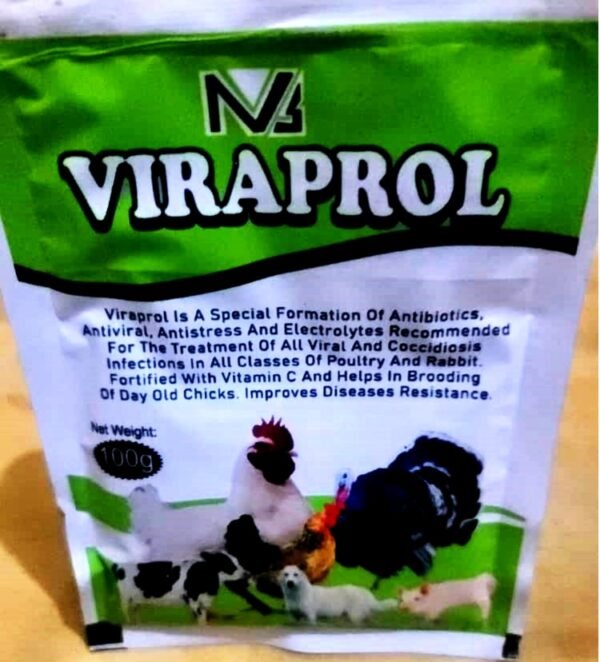 VIRAPROL
Viraprol Is A Special Formation Of Antibiotics,
Antiviral, Antistress And Electrolytes Recommended
For The Treatment Of All Viral And Coccidiosis
Infections In All Classes Of Poultry And Rabbit.
Fortified With Vitamin C And Helps In Brooding
Of Day Old Chicks. Improves Diseases Resistance.
Net Weight:
100g